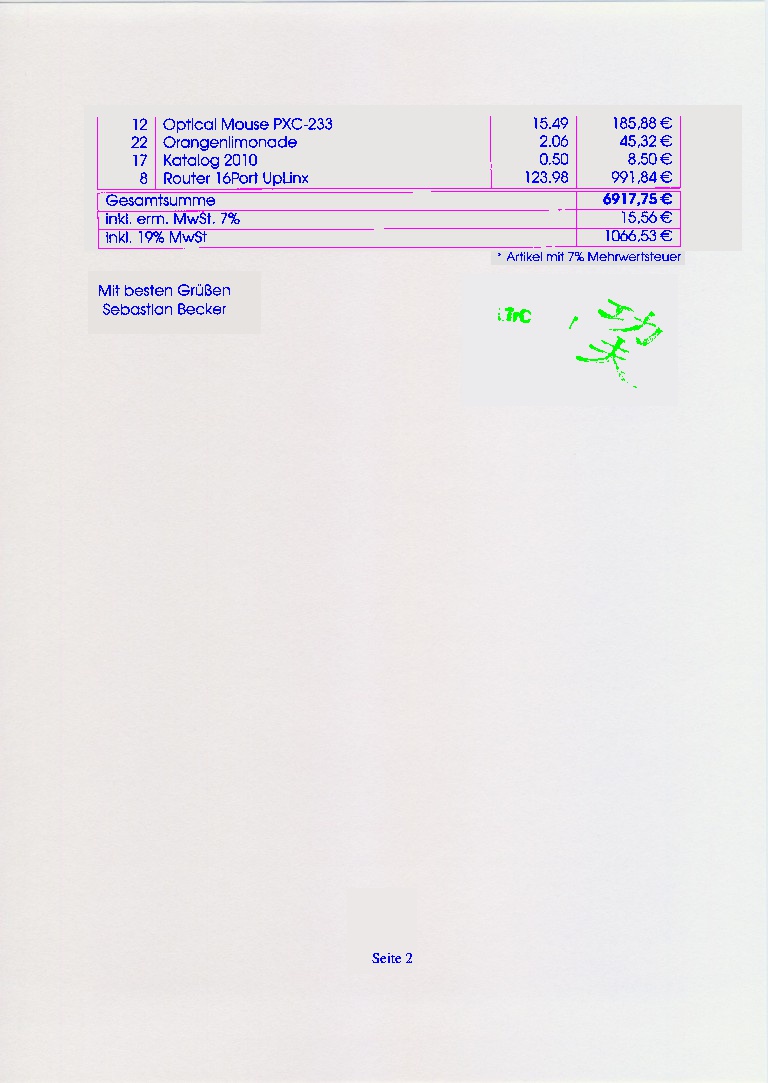 12 Optical Mouse PXC-233 15.49 185,88 €
22 Orangenlimonade 2.06 45,32 €
17 Katalog 2010 0.50 8,50 €
8 Router 16Port UpLinx 123.98 991,84 €
Gesamtsumme 6917,75 €
inkl. erm. MwSt. 7% 15,56 €
inkl. 19% MwSt 1066,53 €
* Artikel mit 7% Mehrwertsteuer
Mit besten Grüßen
Sebastian Becker
Seite 2